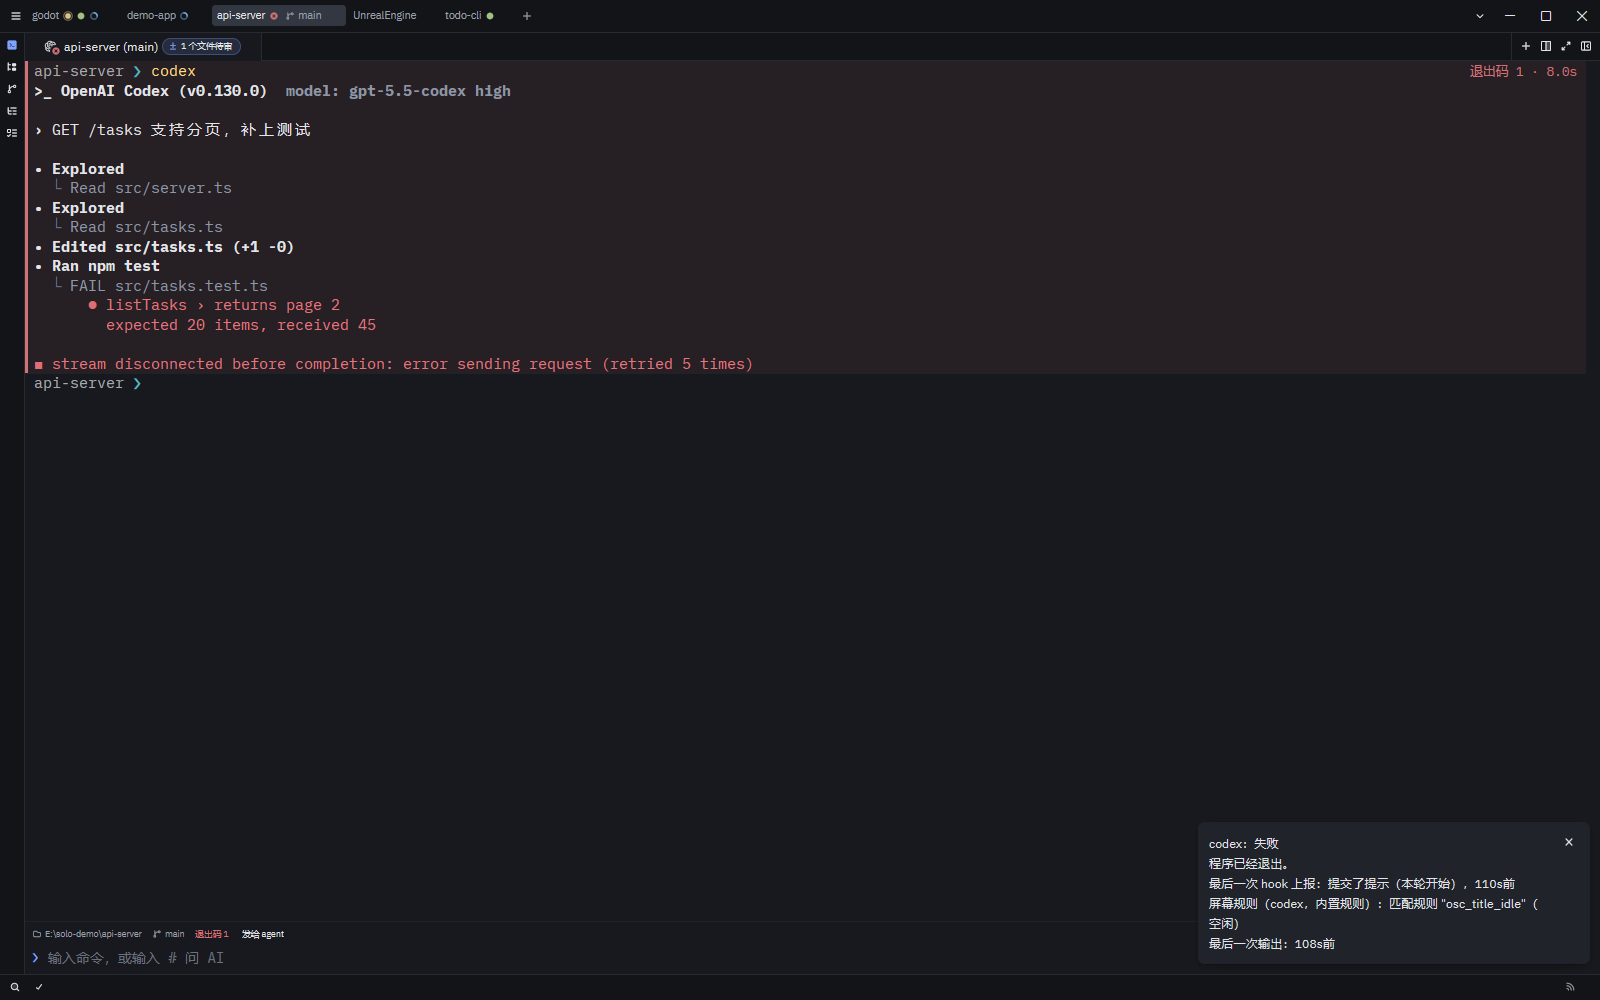 godot
demo-app
api-server main
UnrealEngine
todo-cli
api-server (main) 1 个文件待审
api-server ❯ codex
退出码 1 · 8.0s
>_ OpenAI Codex (v0.130.0) model: gpt-5.5-codex high
› GET /tasks 支持分页, 补上测试
• Explored
└ Read src/server.ts
• Explored
└ Read src/tasks.ts
• Edited src/tasks.ts (+1 -0)
• Ran npm test
└ FAIL src/tasks.test.ts
● listTasks › returns page 2
expected 20 items, received 45
■ stream disconnected before completion: error sending request (retried 5 times)
api-server ❯
codex: 失败
程序已经退出。
最后一次 hook 上报: 提交了提示 (本轮开始) , 110s前
屏幕规则 (codex, 内置规则) : 匹配规则 "osc_title_idle" (
空闲)
最后一次输出: 108s前
E:\solo-demo\api-server main 退出码 1 发给 agent
❯ 输入命令, 或输入 # 问 AI